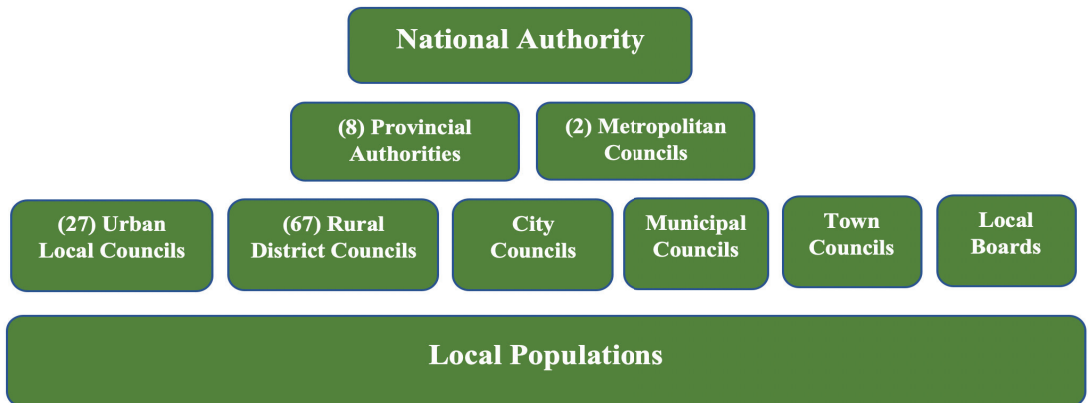 National Authority
(8) Provincial
Authorities
(2) Metropolitan
Councils
(27) Urban
Local Councils
(67) Rural
District Councils
City
Councils
Municipal
Councils
Town
Councils
Local
Boards
Local Populations